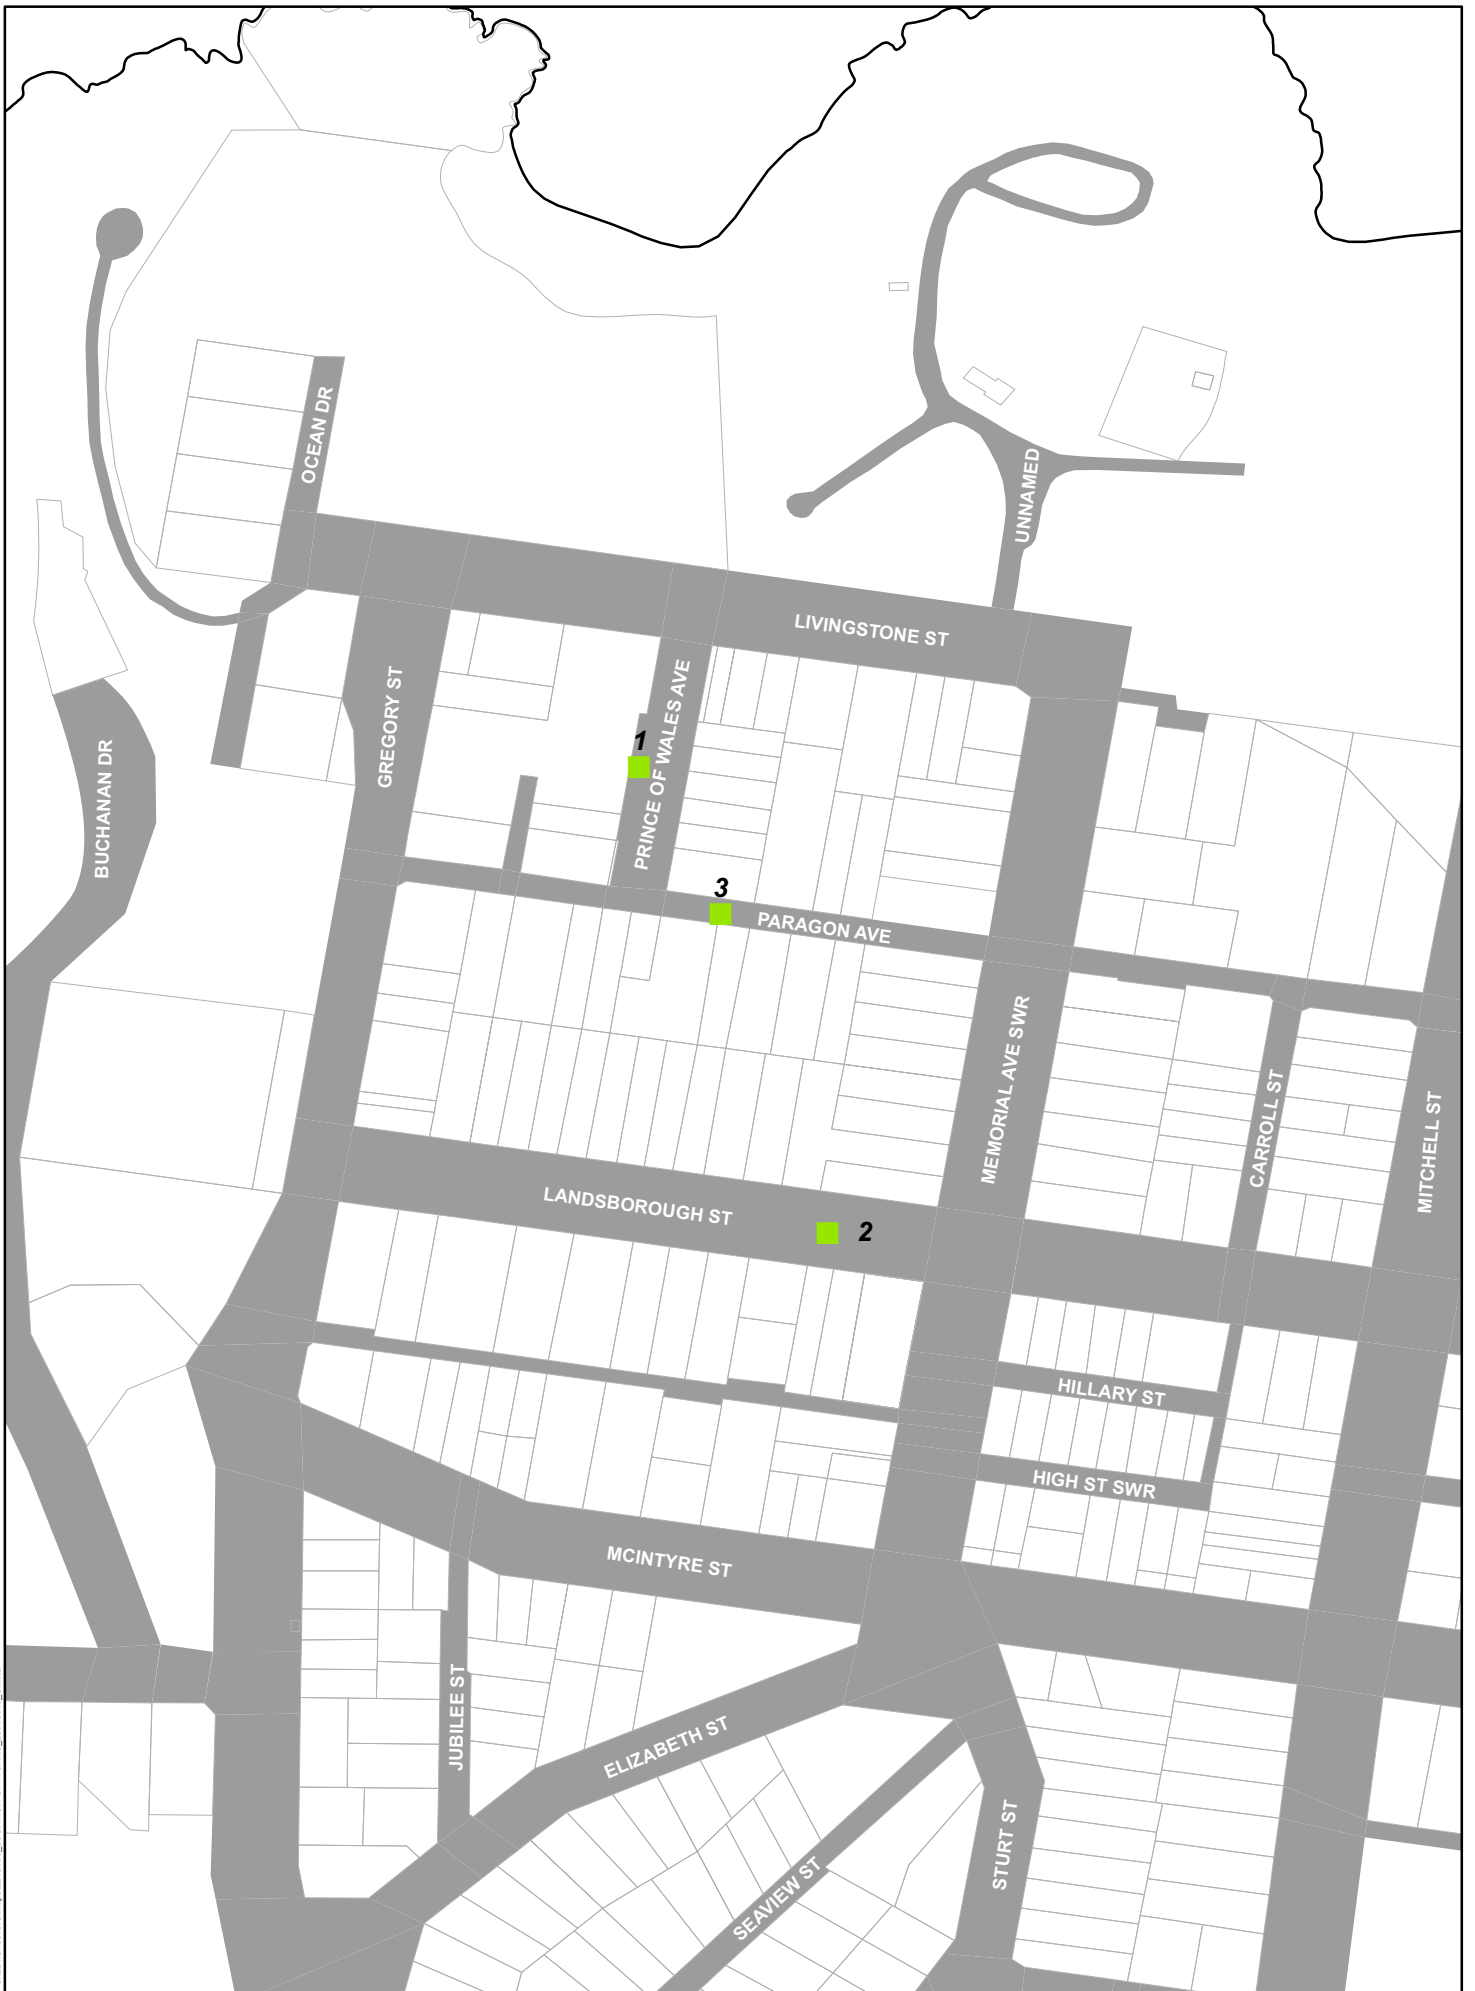 OCEAN DR
UNNAMED
LIVINGSTONE ST
GREGORY ST
PRINCE OF WALES AVE
1
BUCHANAN DR
3
PARAGON AVE
MEMORIAL AVE SWR
CARROLL ST
MITCHELL ST
LANDSBOROUGH ST
2
HILLARY ST
HIGH ST SWR
MCINTYRE ST
JUBILEE ST
ELIZABETH ST
STURT ST
SEAVIEW ST